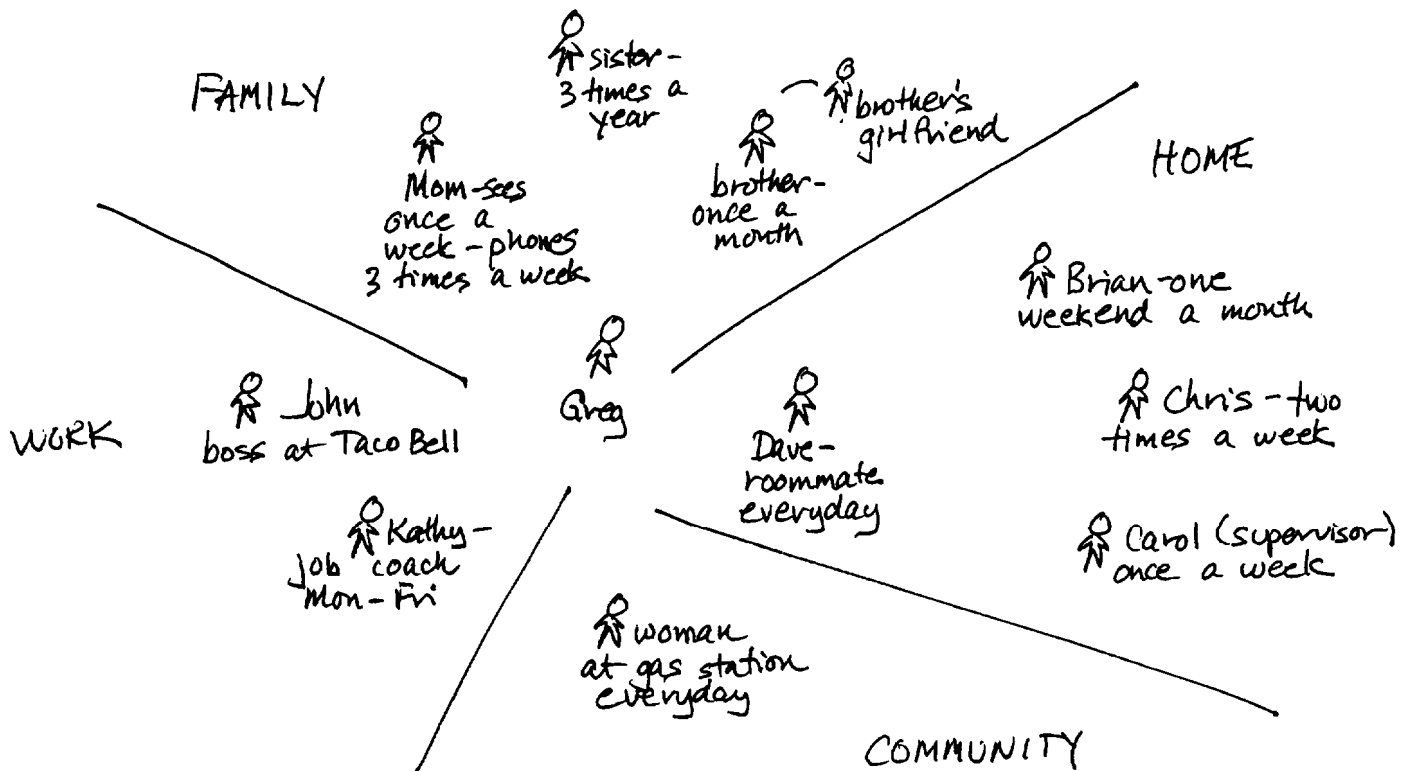 FAMILY
sister-
3 times a
year
brother's
girlfriend
Mom-sees
once a
week-phones
3 times a week
brother-
once a
month
HOME
Brian-one
weekend a month
Chris-two
times a week
Carol (supervisor)
once a week
Dave-
roommate
everyday
Greg
WORK
John
boss at Taco Bell
Kathy-
job coach
Mon-Fri
woman
at gas station
everyday
COMMUNITY